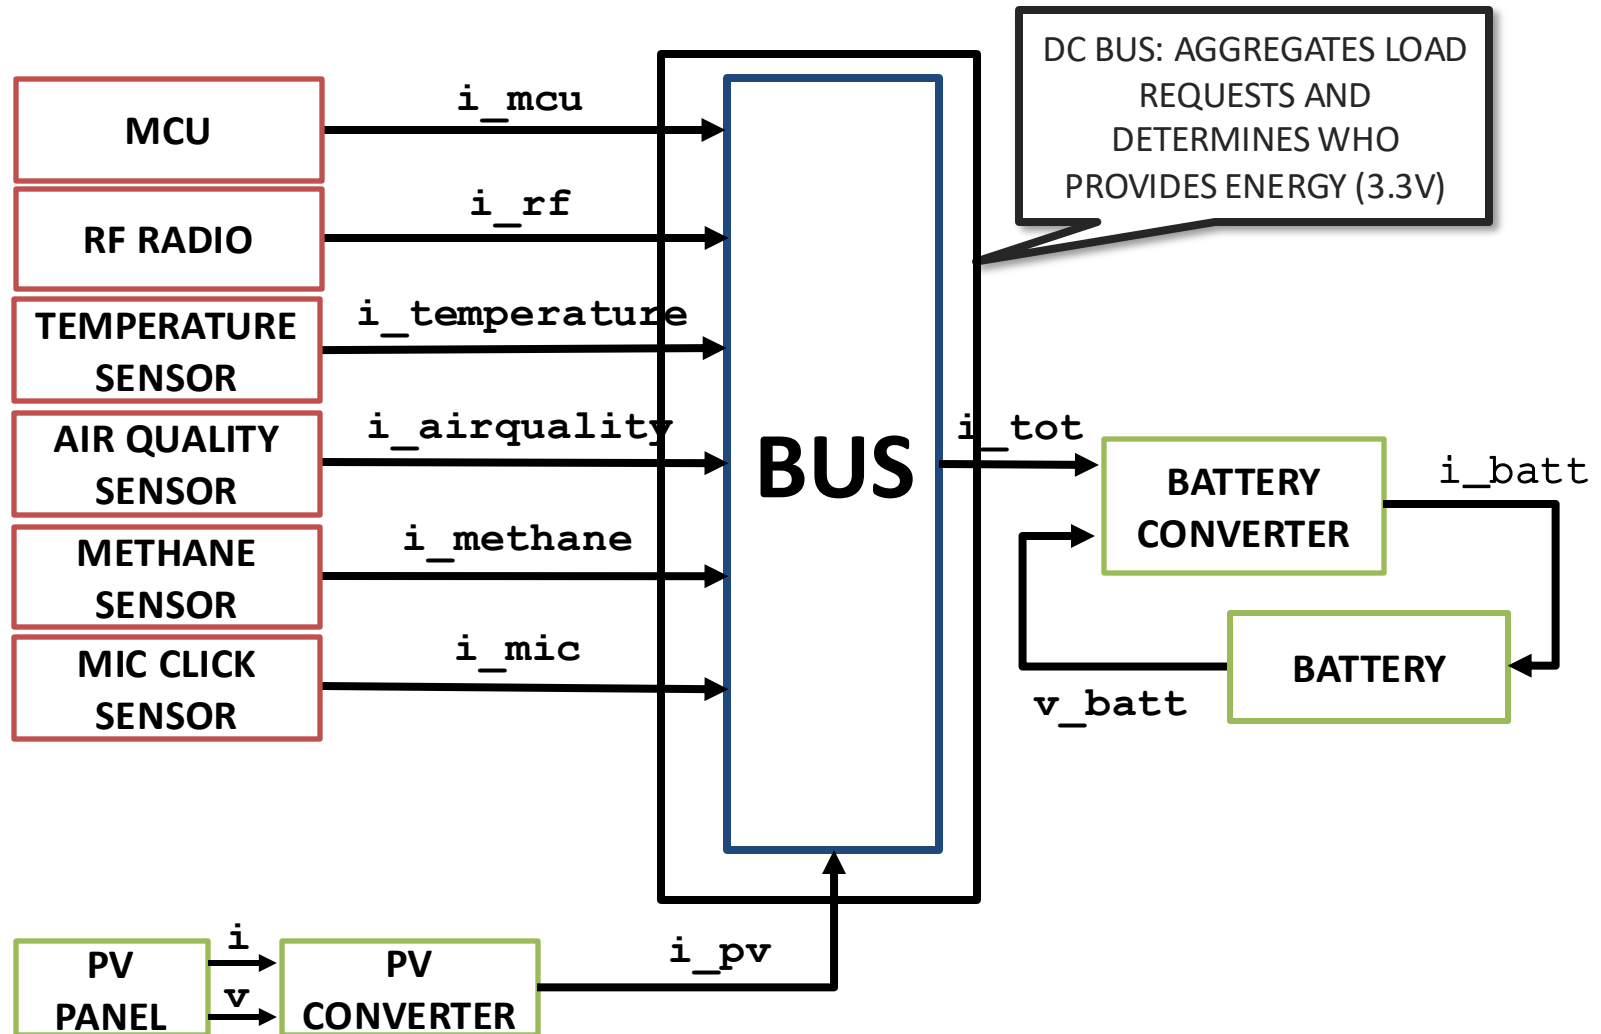 DC BUS: AGGREGATES LOAD
REQUESTS AND
DETERMINES WHO
PROVIDES ENERGY (3.3V)
MCU
i_mcu
RF RADIO
i_rf
TEMPERATURE
SENSOR
i_temperature
AIR QUALITY
SENSOR
i_airquality
METHANE
SENSOR
i_methane
MIC CLICK
SENSOR
i_mic
BUS
i_tot
BATTERY
CONVERTER
i_batt
BATTERY
v_batt
PV
PANEL
i
v
PV
CONVERTER
i_pv